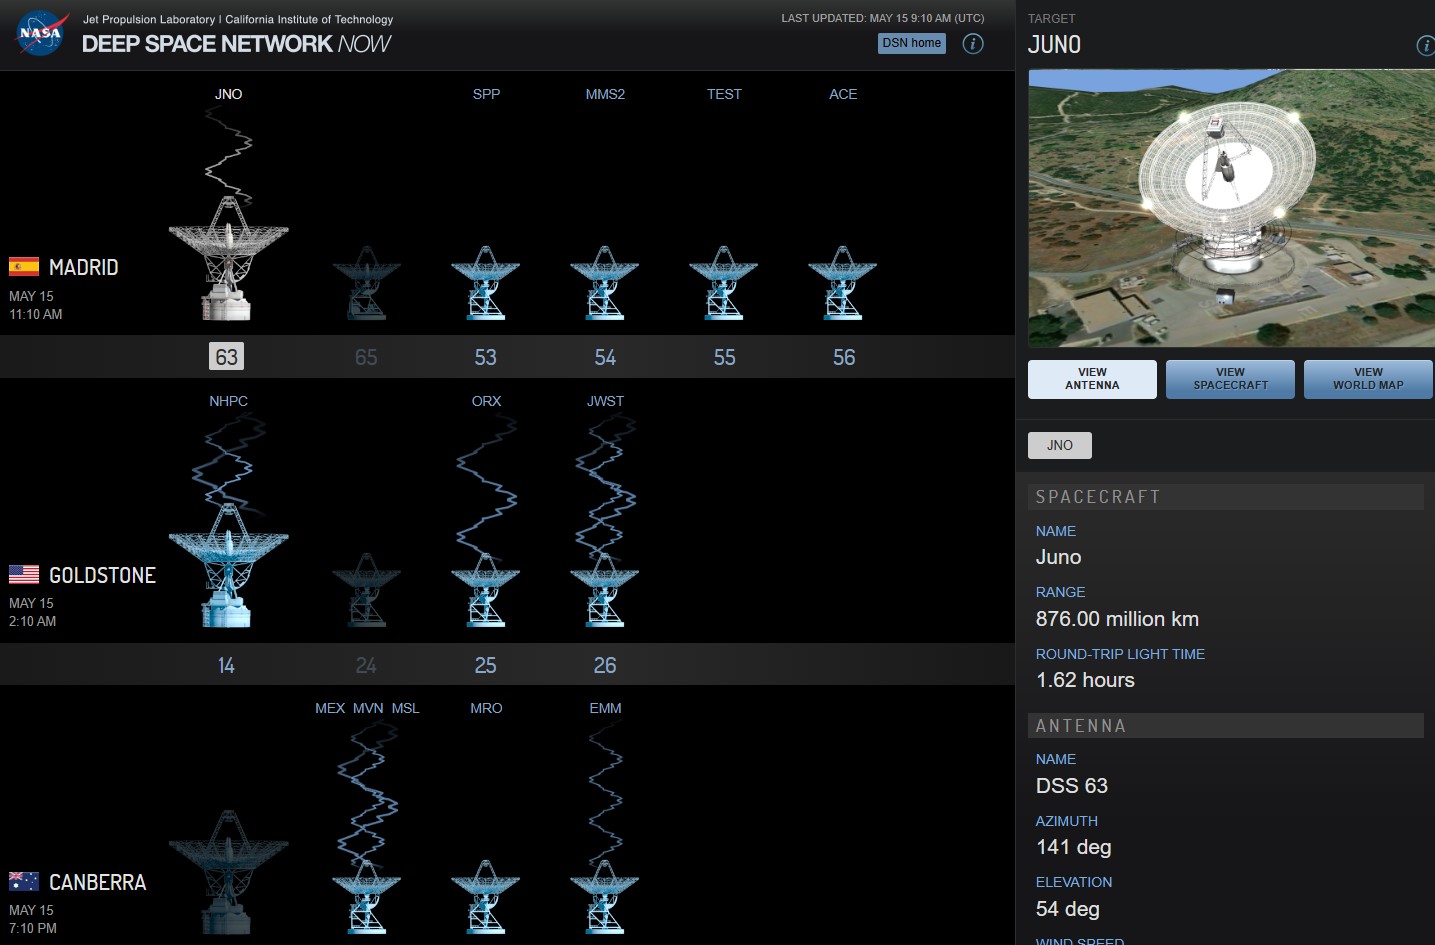 NASA
Jet Propulsion Laboratory | California Institute of Technology
DEEP SPACE NETWORK NOW
LAST UPDATED: MAY 15 9:10 AM (UTC)
DSN home
i
JNO SPP MMS2 TEST ACE
MADRID
MAY 15
11:10 AM
63 65 53 54 55 56
NHPC ORX JWST
GOLDSTONE
MAY 15
2:10 AM
14 24 25 26
MEX MVN MSL MRO EMM
CANBERRA
MAY 15
7:10 PM
TARGET
JUNO
i
VIEW
ANTENNA
VIEW
SPACECRAFT
VIEW
WORLD MAP
JNO
SPACECRAFT
NAME
Juno
RANGE
876.00 million km
ROUND-TRIP LIGHT TIME
1.62 hours
ANTENNA
NAME
DSS 63
AZIMUTH
141 deg
ELEVATION
54 deg
WIND SPEED